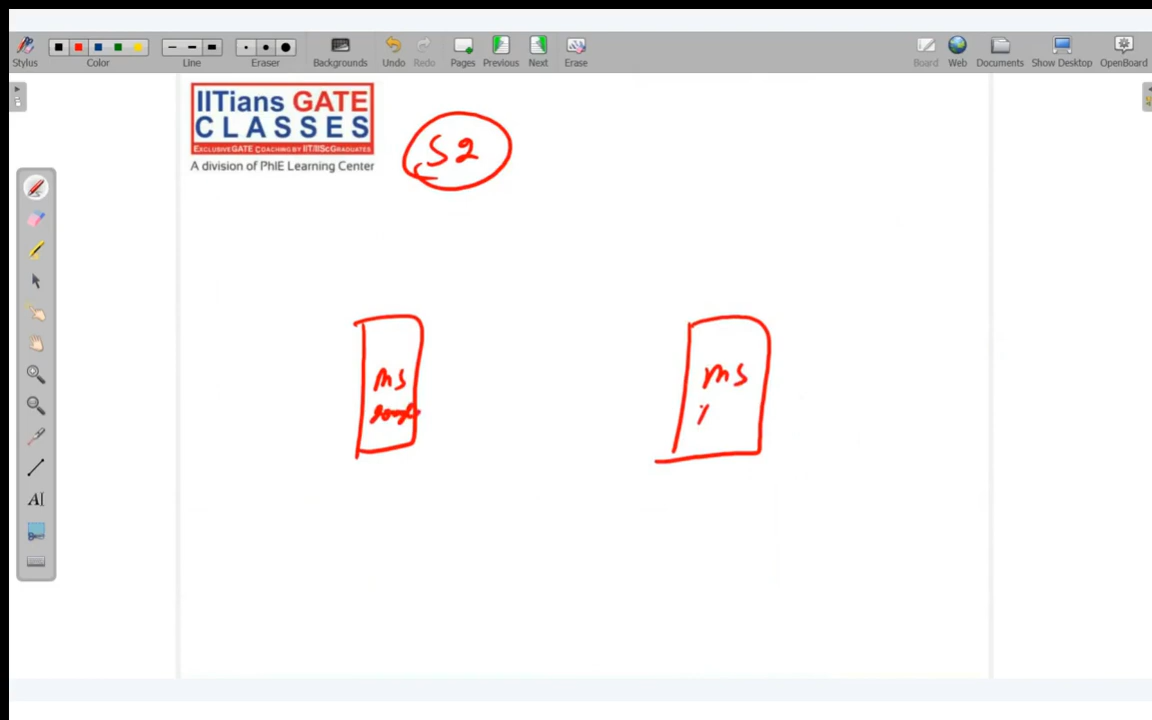 Stylus
Color
Line
Eraser
Backgrounds
Undo
Redo
Pages
Previous
Next
Erase
Board
Web
Documents
Show Desktop
OpenBoard
IITians GATE
CLASSES
EXCLUSIVE GATE COACHING BY IIT/IISc GRADUATES
A division of PhIE Learning Center
S2
ms
google
ms
A